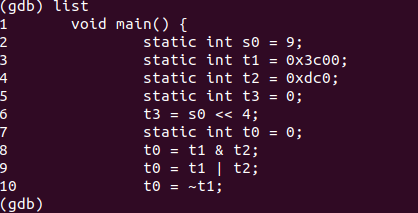 (gdb) list
1       void main() {
2               static int s0 = 9;
3               static int t1 = 0x3c00;
4               static int t2 = 0xdc0;
5               static int t3 = 0;
6               t3 = s0 << 4;
7               static int t0 = 0;
8               t0 = t1 & t2;
9               t0 = t1 | t2;
10              t0 = ~t1;
(gdb)